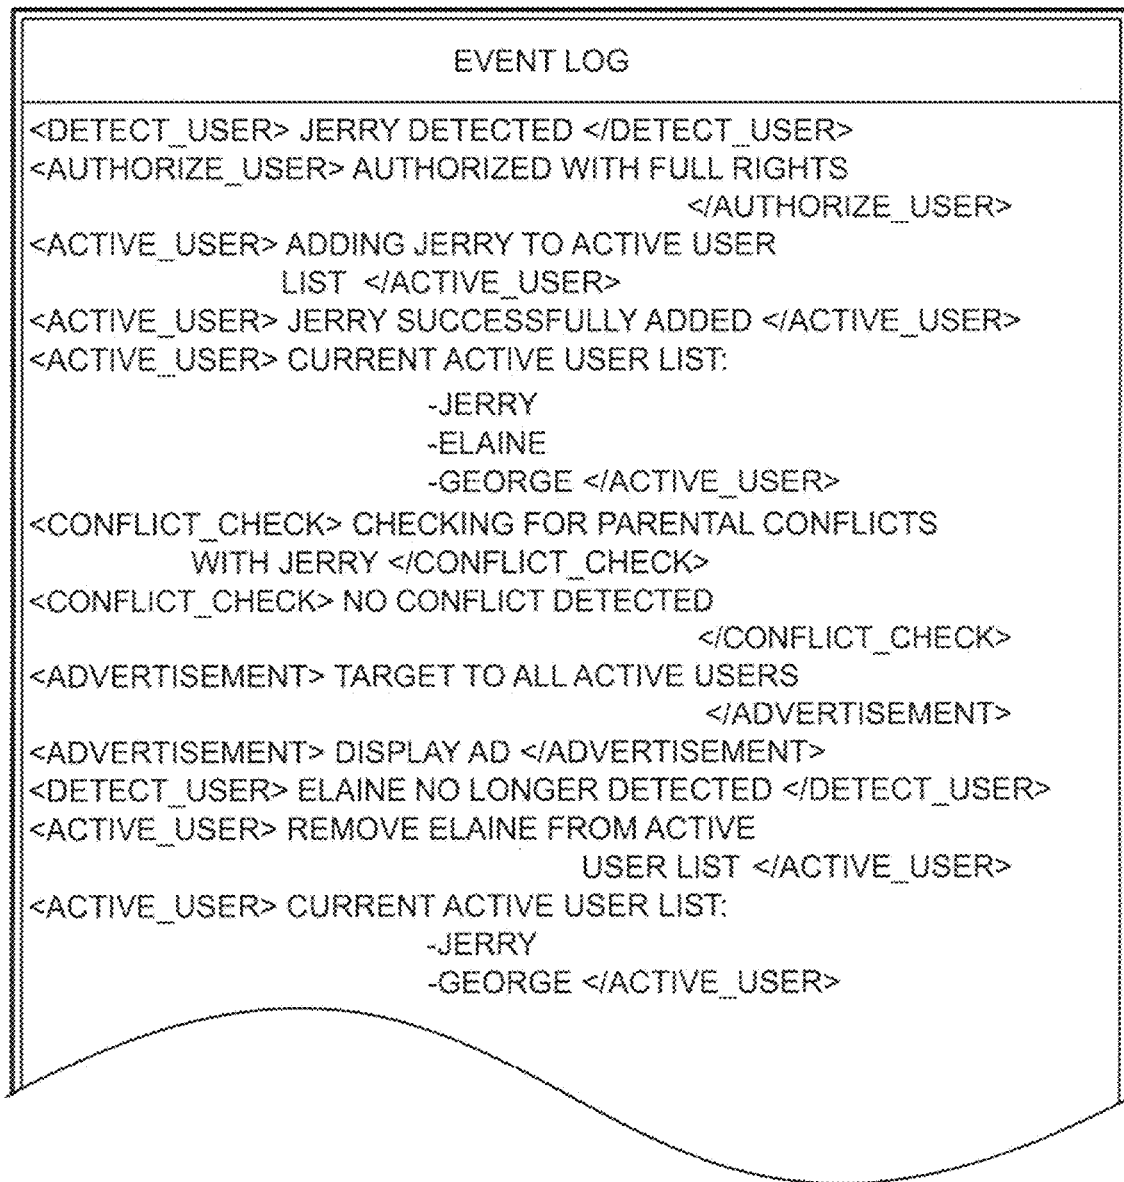 EVENT LOG
<DETECT_USER> JERRY DETECTED </DETECT_USER>
<AUTHORIZE_USER> AUTHORIZED WITH FULL RIGHTS
</AUTHORIZE_USER>
<ACTIVE_USER> ADDING JERRY TO ACTIVE USER
LIST </ACTIVE_USER>
<ACTIVE_USER> JERRY SUCCESSFULLY ADDED </ACTIVE_USER>
<ACTIVE_USER> CURRENT ACTIVE USER LIST:
-JERRY
-ELAINE
-GEORGE </ACTIVE_USER>
<CONFLICT_CHECK> CHECKING FOR PARENTAL CONFLICTS
WITH JERRY </CONFLICT_CHECK>
<CONFLICT_CHECK> NO CONFLICT DETECTED
</CONFLICT_CHECK>
<ADVERTISEMENT> TARGET TO ALL ACTIVE USERS
</ADVERTISEMENT>
<ADVERTISEMENT> DISPLAY AD </ADVERTISEMENT>
<DETECT_USER> ELAINE NO LONGER DETECTED </DETECT_USER>
<ACTIVE_USER> REMOVE ELAINE FROM ACTIVE
USER LIST </ACTIVE_USER>
<ACTIVE_USER> CURRENT ACTIVE USER LIST:
-JERRY
-GEORGE </ACTIVE_USER>